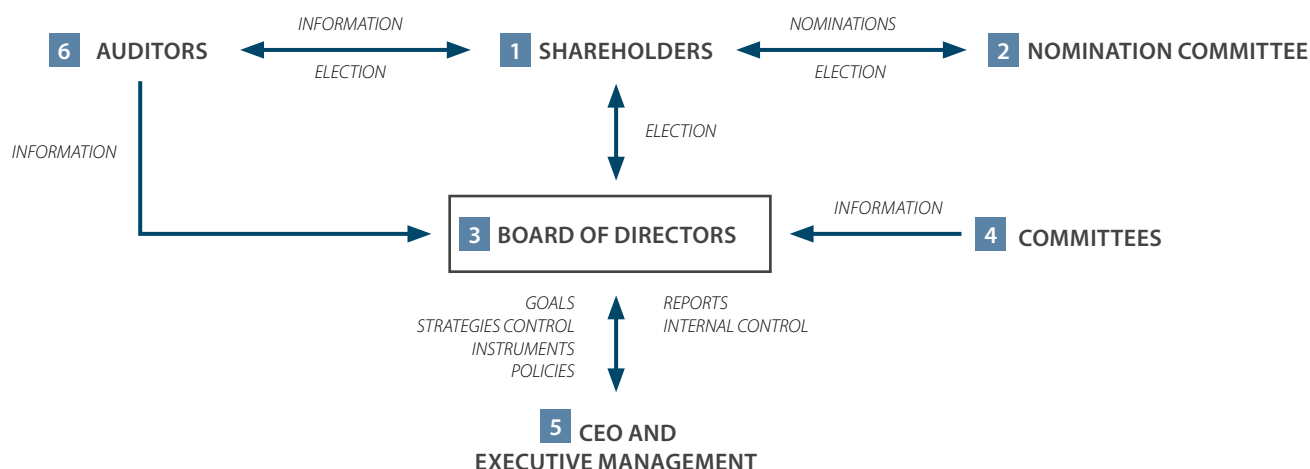 INFORMATION
NOMINATIONS
6 AUDITORS
1 SHAREHOLDERS
2 NOMINATION COMMITTEE
ELECTION
ELECTION
ELECTION
INFORMATION
INFORMATION
3 BOARD OF DIRECTORS
4 COMMITTEES
GOALS
STRATEGIES CONTROL
INSTRUMENTS
POLICIES
REPORTS
INTERNAL CONTROL
5 CEO AND
EXECUTIVE MANAGEMENT